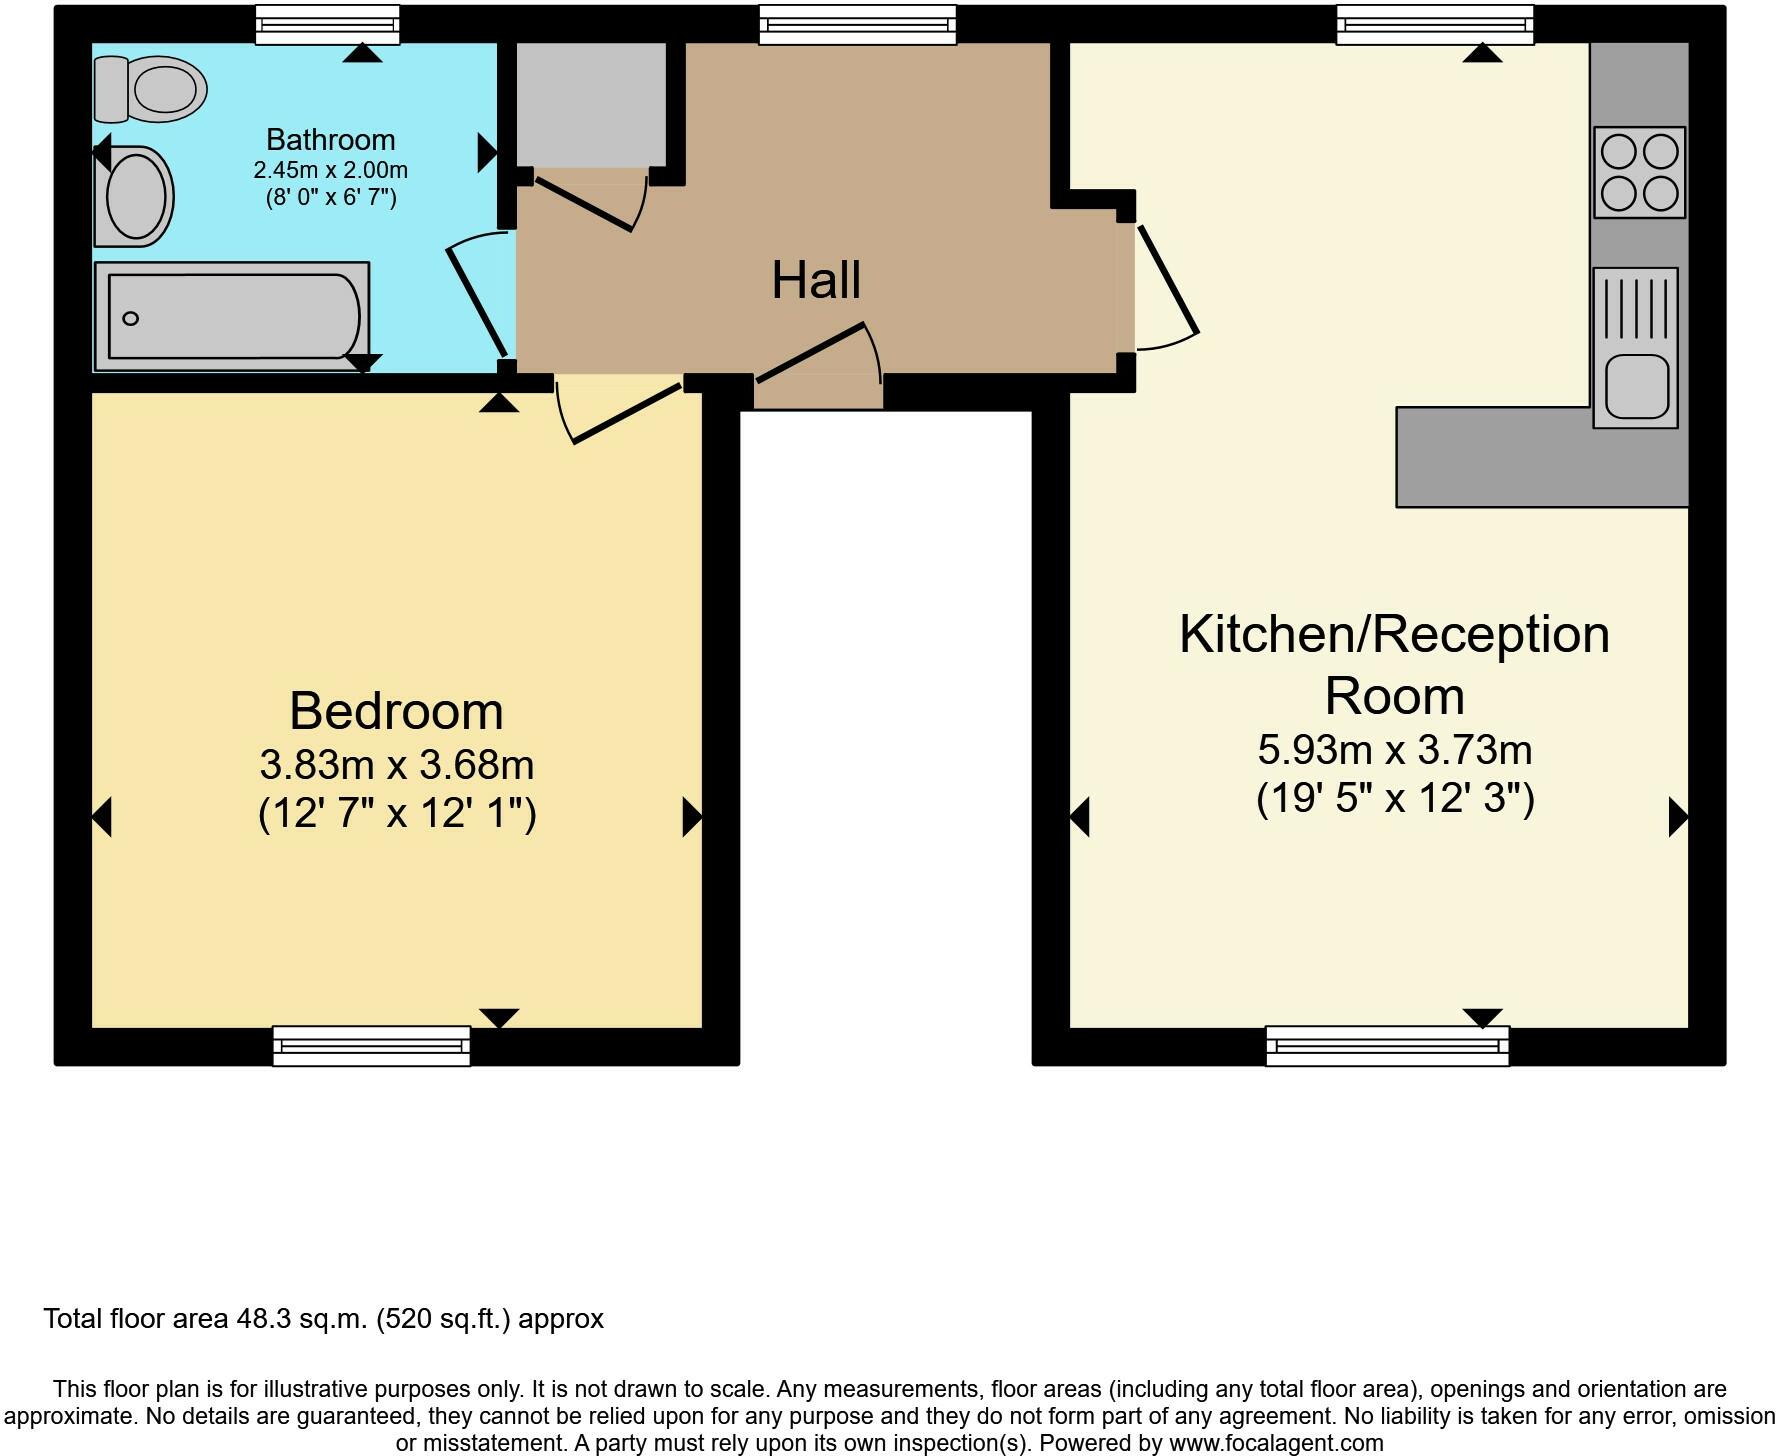 Bathroom
2.45m x 2.00m
(8' 0" x 6' 7")
Hall
Kitchen/Reception
Room
5.93m x 3.73m
(19' 5" x 12' 3")
Bedroom
3.83m x 3.68m
(12' 7" x 12' 1")
Total floor area 48.3 sq.m. (520 sq.ft.) approx
This floor plan is for illustrative purposes only. It is not drawn to scale. Any measurements, floor areas (including any total floor area), openings and orientation are
approximate. No details are guaranteed, they cannot be relied upon for any purpose and they do not form part of any agreement. No liability is taken for any error, omission
or misstatement. A party must rely upon its own inspection(s). Powered by www.focalagent.com